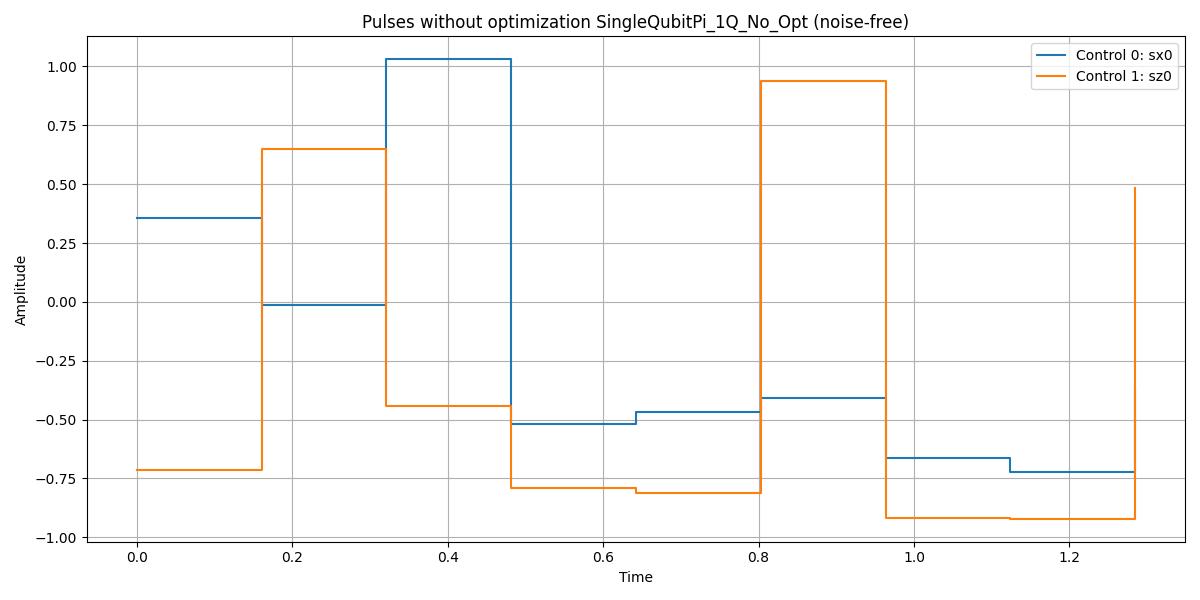 Pulses without optimization SingleQubitPi_1Q_No_Opt (noise-free)
Control 0: sx0
Control 1: sz0
1.00
0.75
0.50
0.25
0.00
−0.25
−0.50
−0.75
−1.00
Amplitude
0.0 0.2 0.4 0.6 0.8 1.0 1.2
Time